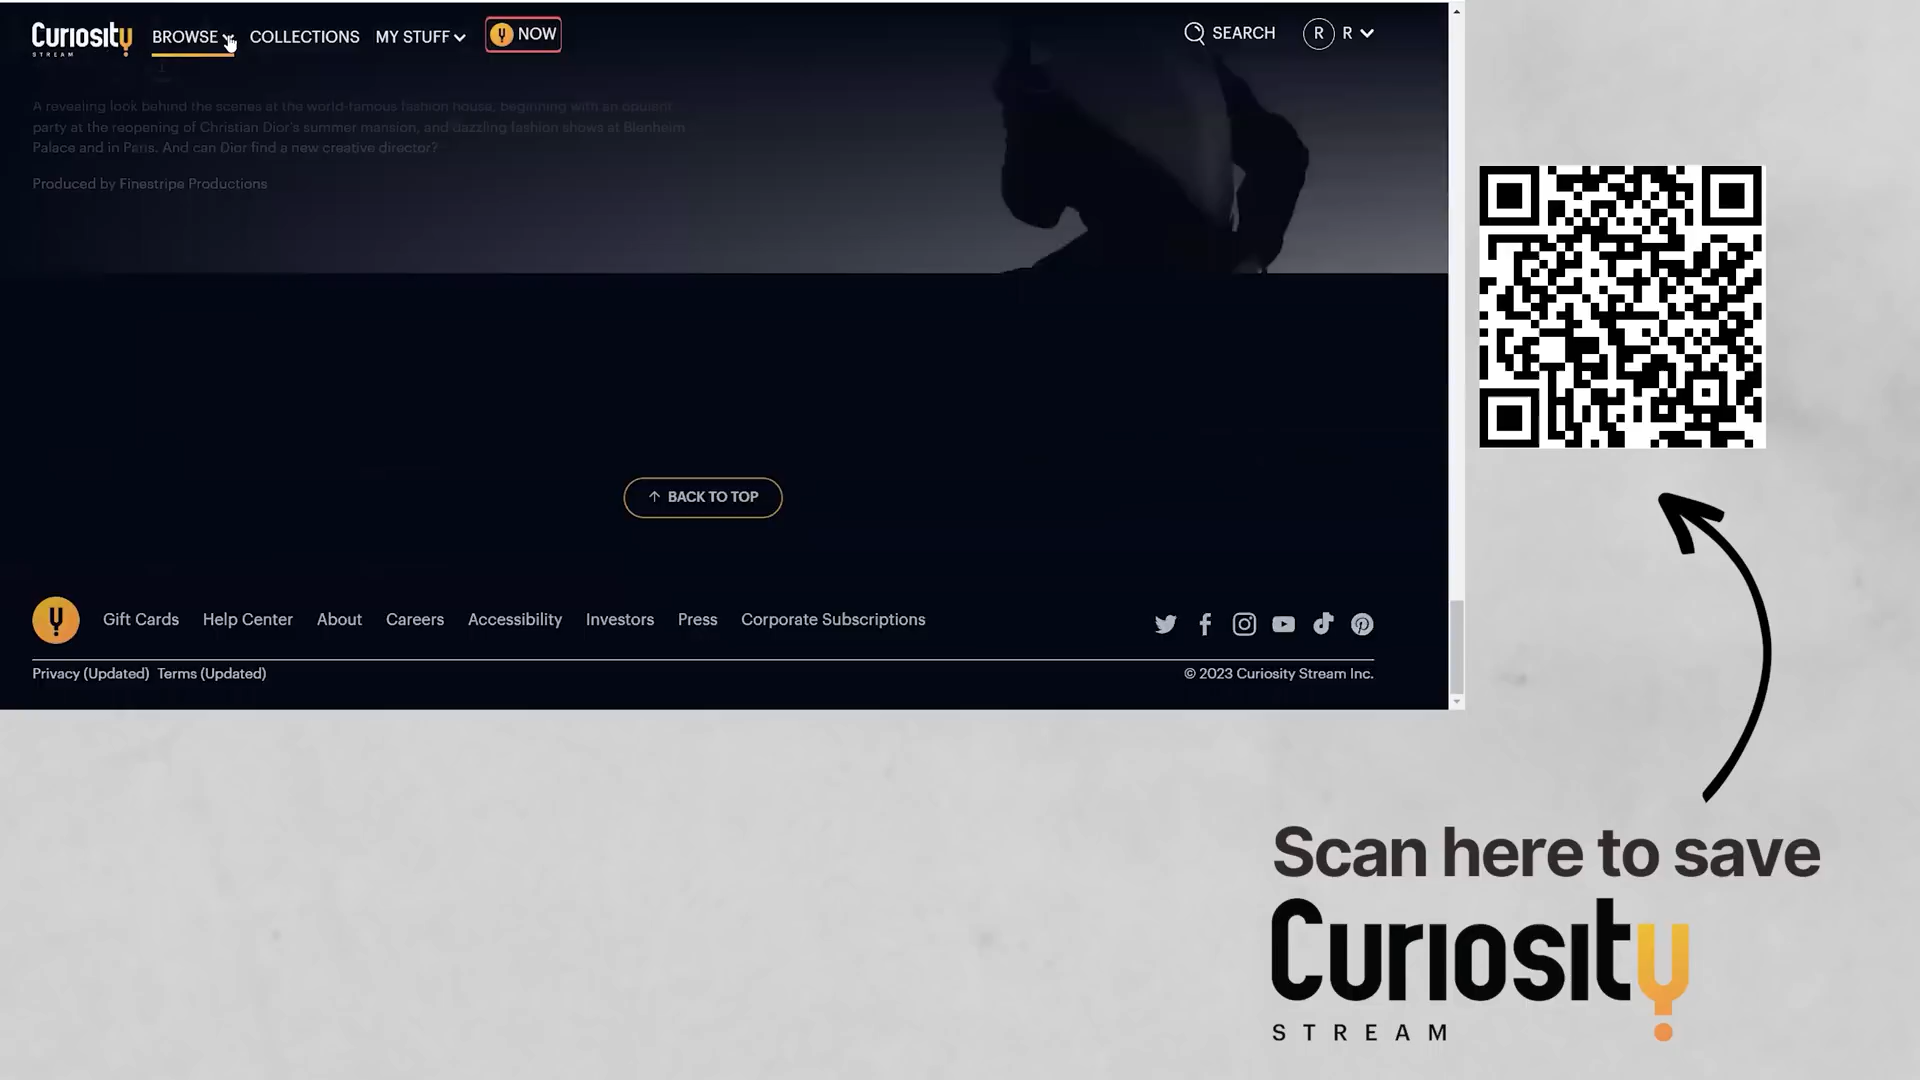 Curiosity
STREAM
BROWSE
COLLECTIONS
MY STUFF
NOW
SEARCH
R
R
A revealing look behind the scenes at the world-famous fashion house, beginning with an opulent
party at the reopening of Christian Dior's summer mansion, and dazzling fashion shows at Blenheim
Palace and in Paris. And can Dior find a new creative director?
Produced by Finestripe Productions
BACK TO TOP
Gift Cards
Help Center
About
Careers
Accessibility
Investors
Press
Corporate Subscriptions
Privacy (Updated)
Terms (Updated)
© 2023 Curiosity Stream Inc.
Scan here to save
Curiosity
STREAM